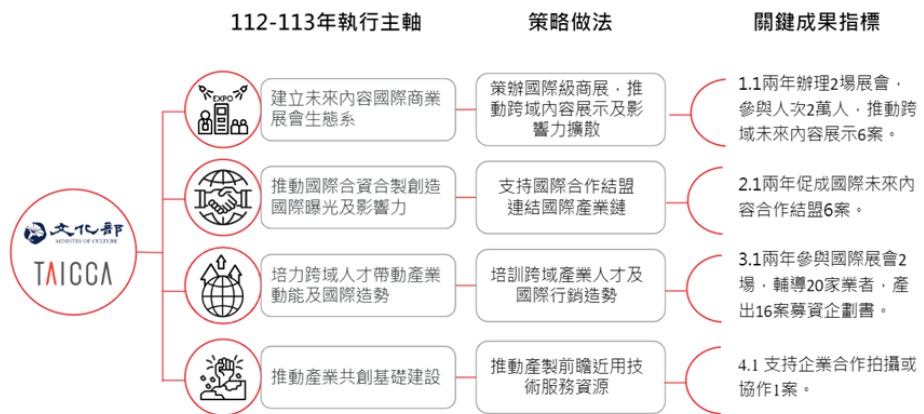 112-113年執行主軸
策略做法
關鍵成果指標
文化部
MINISTRY OF CULTURE
TAICCA
EXPO
建立未來內容國際商業
展會生態系
策辦國際級商展，推
動跨域內容展示及影
響力擴散
1.1兩年辦理2場展會，
參與人次2萬人，推動跨
域未來內容展示6案。
推動國際合資合製創造
國際曝光及影響力
支持國際合作結盟
連結國際產業鏈
2.1兩年促成國際未來內
容合作結盟6案。
培力跨域人才帶動產業
動能及國際造勢
培訓跨域產業人才及
國際行銷造勢
3.1兩年參與國際展會2
場，輔導20家業者，產
出16案募資企劃書。
推動產業共創基礎建設
推動產製前瞻近用技
術服務資源
4.1 支持企業合作拍攝或
協作1案。